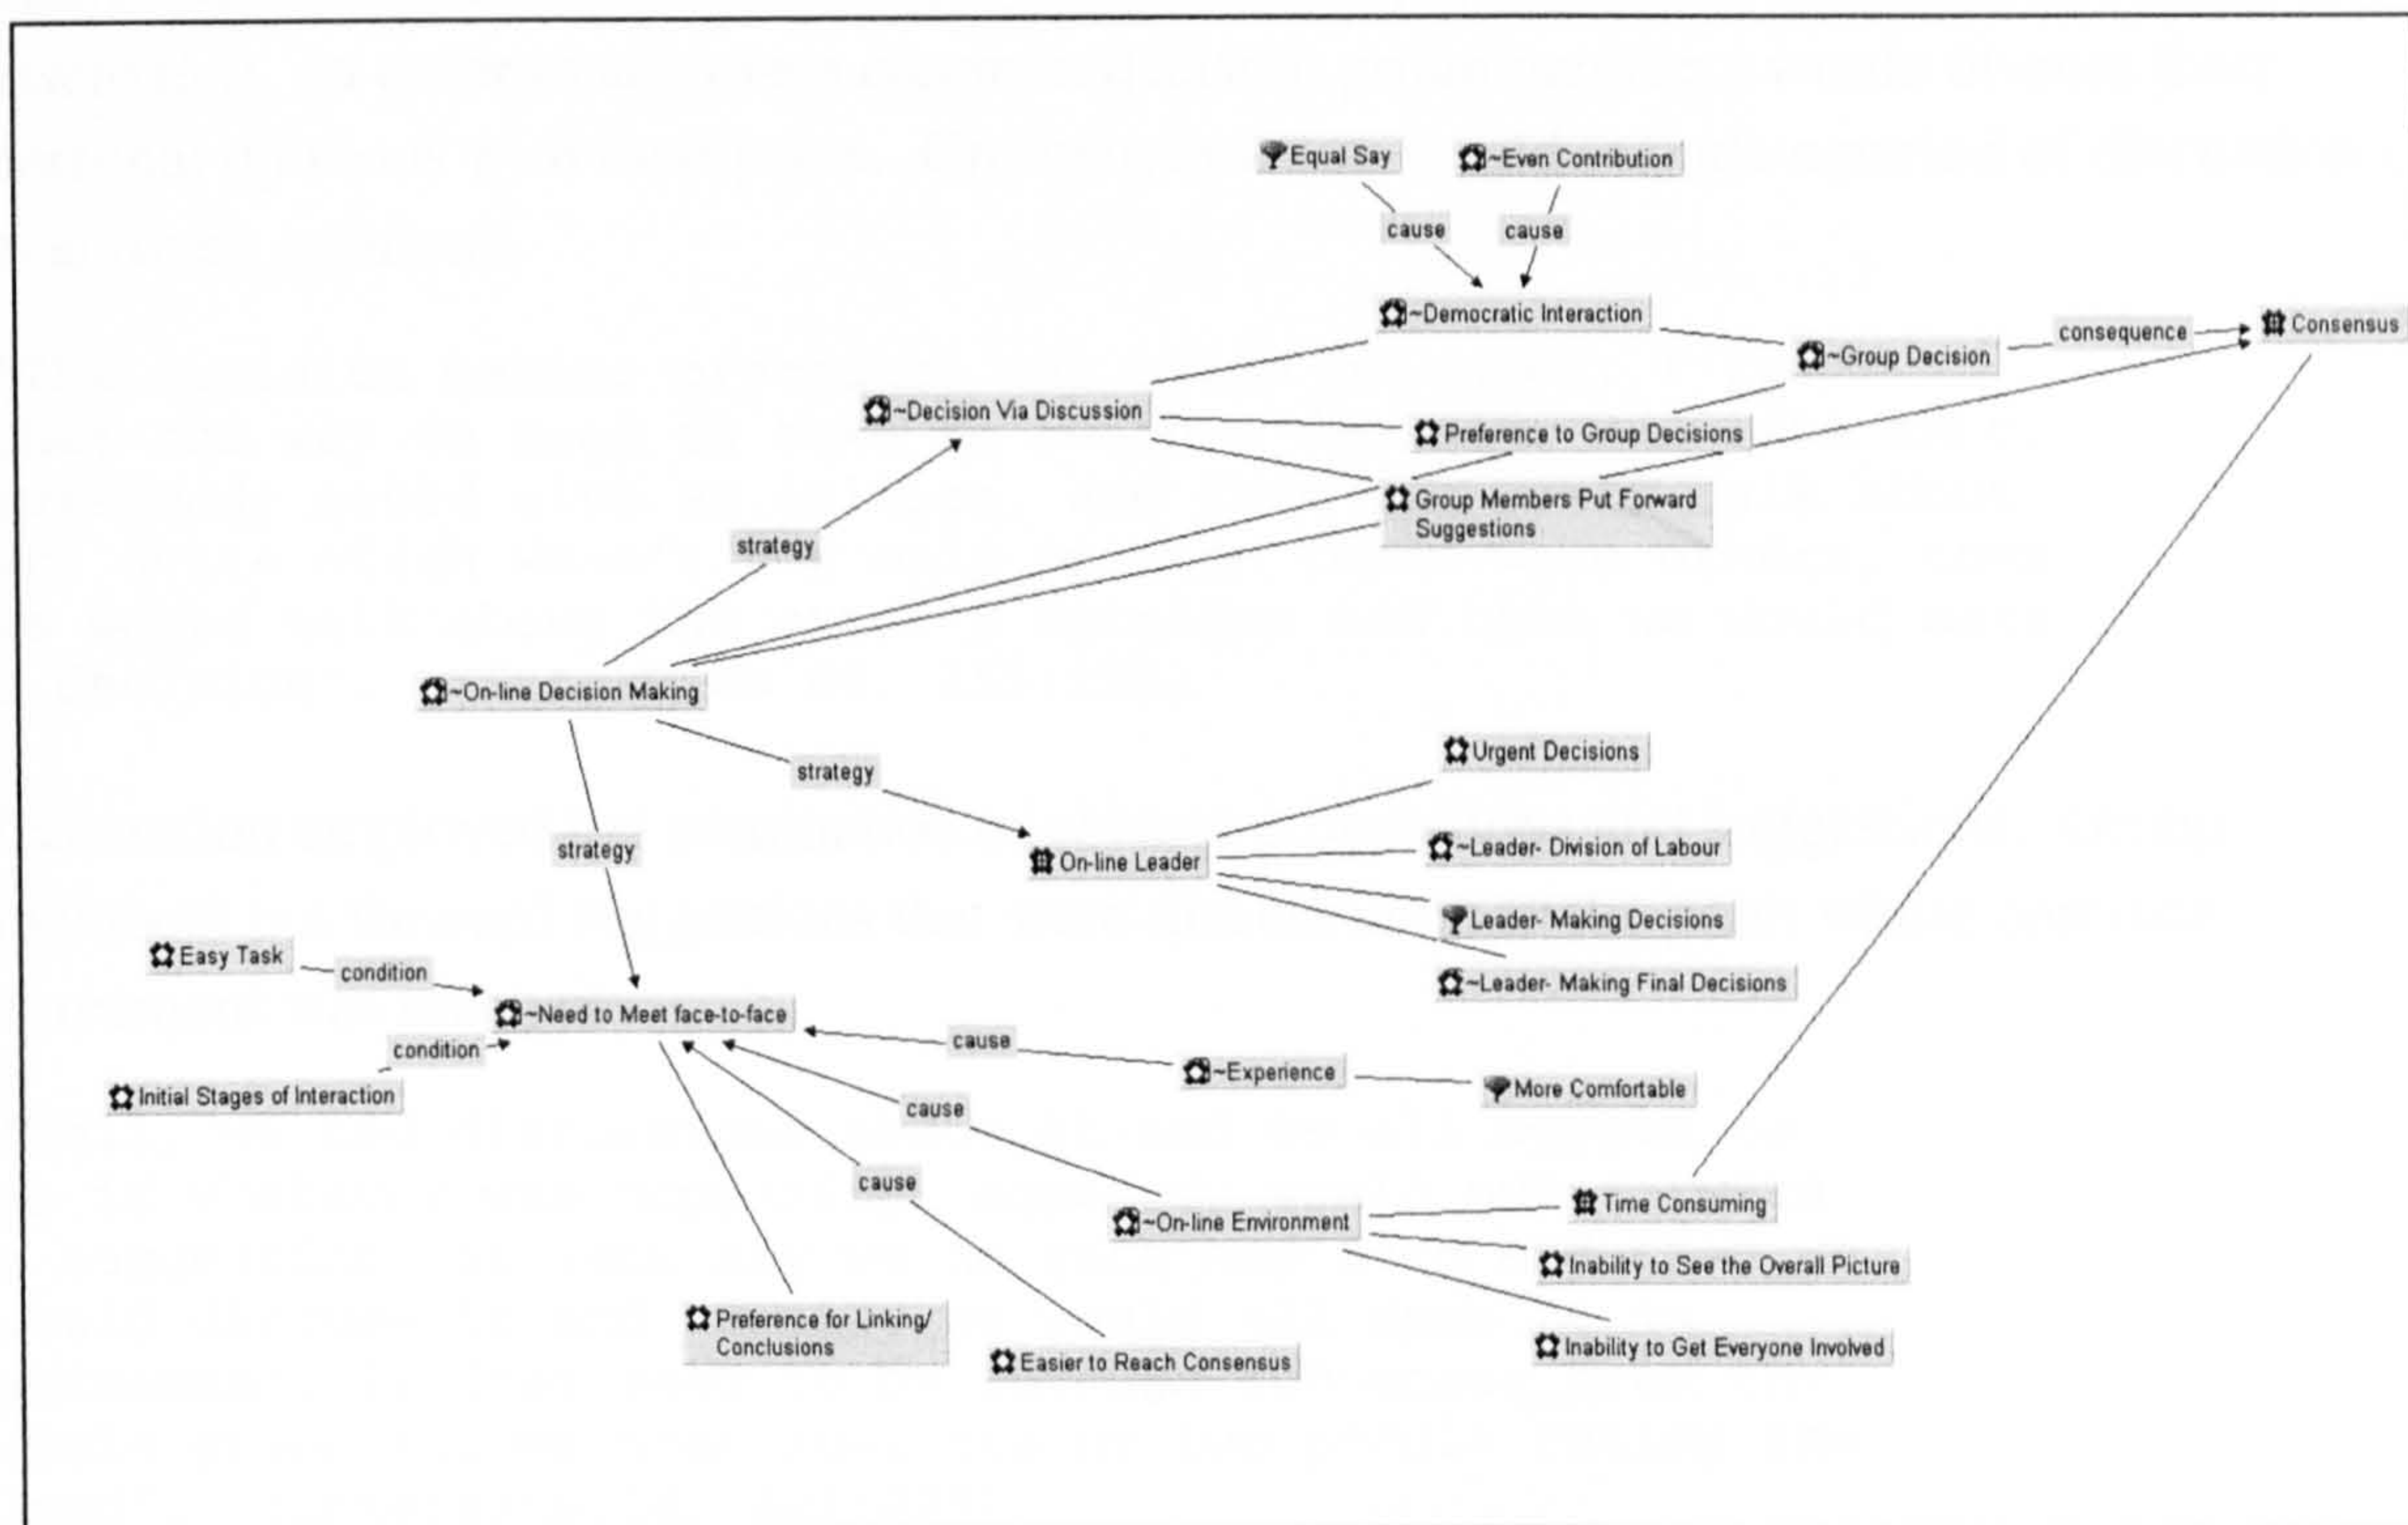 Equal Say
~Even Contribution
cause
cause
~Democratic Interaction
Consensus
consequence
~Group Decision
~Decision Via Discussion
Preference to Group Decisions
Group Members Put Forward
Suggestions
strategy
~On-line Decision Making
strategy
Urgent Decisions
strategy
~Leader- Division of Labour
On-line Leader
Leader- Making Decisions
Easy Task
condition
~Leader- Making Final Decisions
~Need to Meet face-to-face
condition
cause
~Experience
More Comfortable
Initial Stages of Interaction
cause
cause
Time Consuming
~On-line Environment
Inability to See the Overall Picture
Preference for Linking/
Conclusions
Easier to Reach Consensus
Inability to Get Everyone Involved